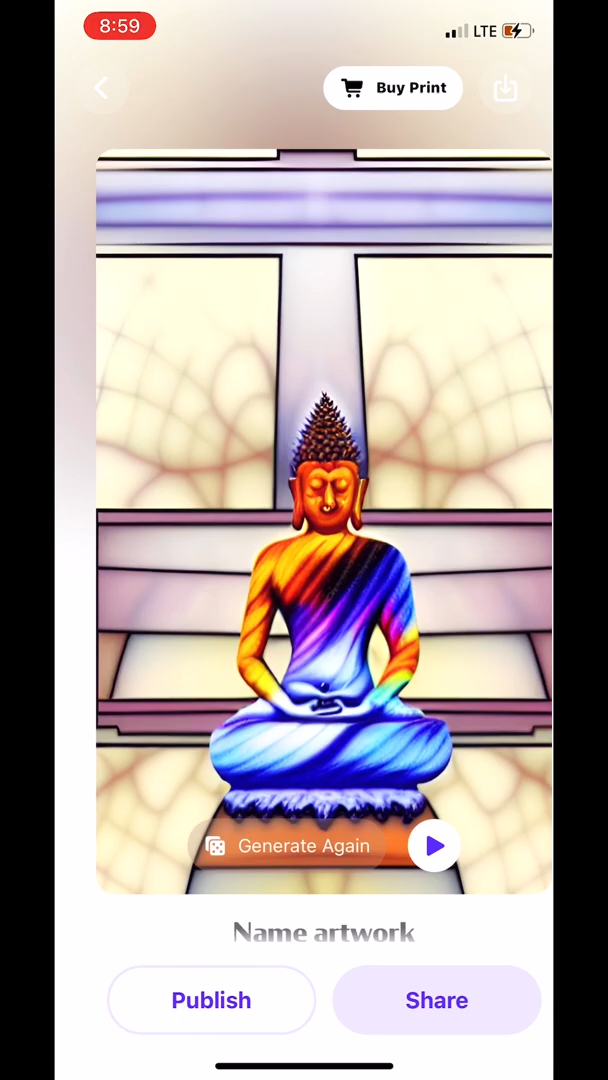 8:59
LTE
Buy Print
Generate Again
Name artwork
Publish
Share